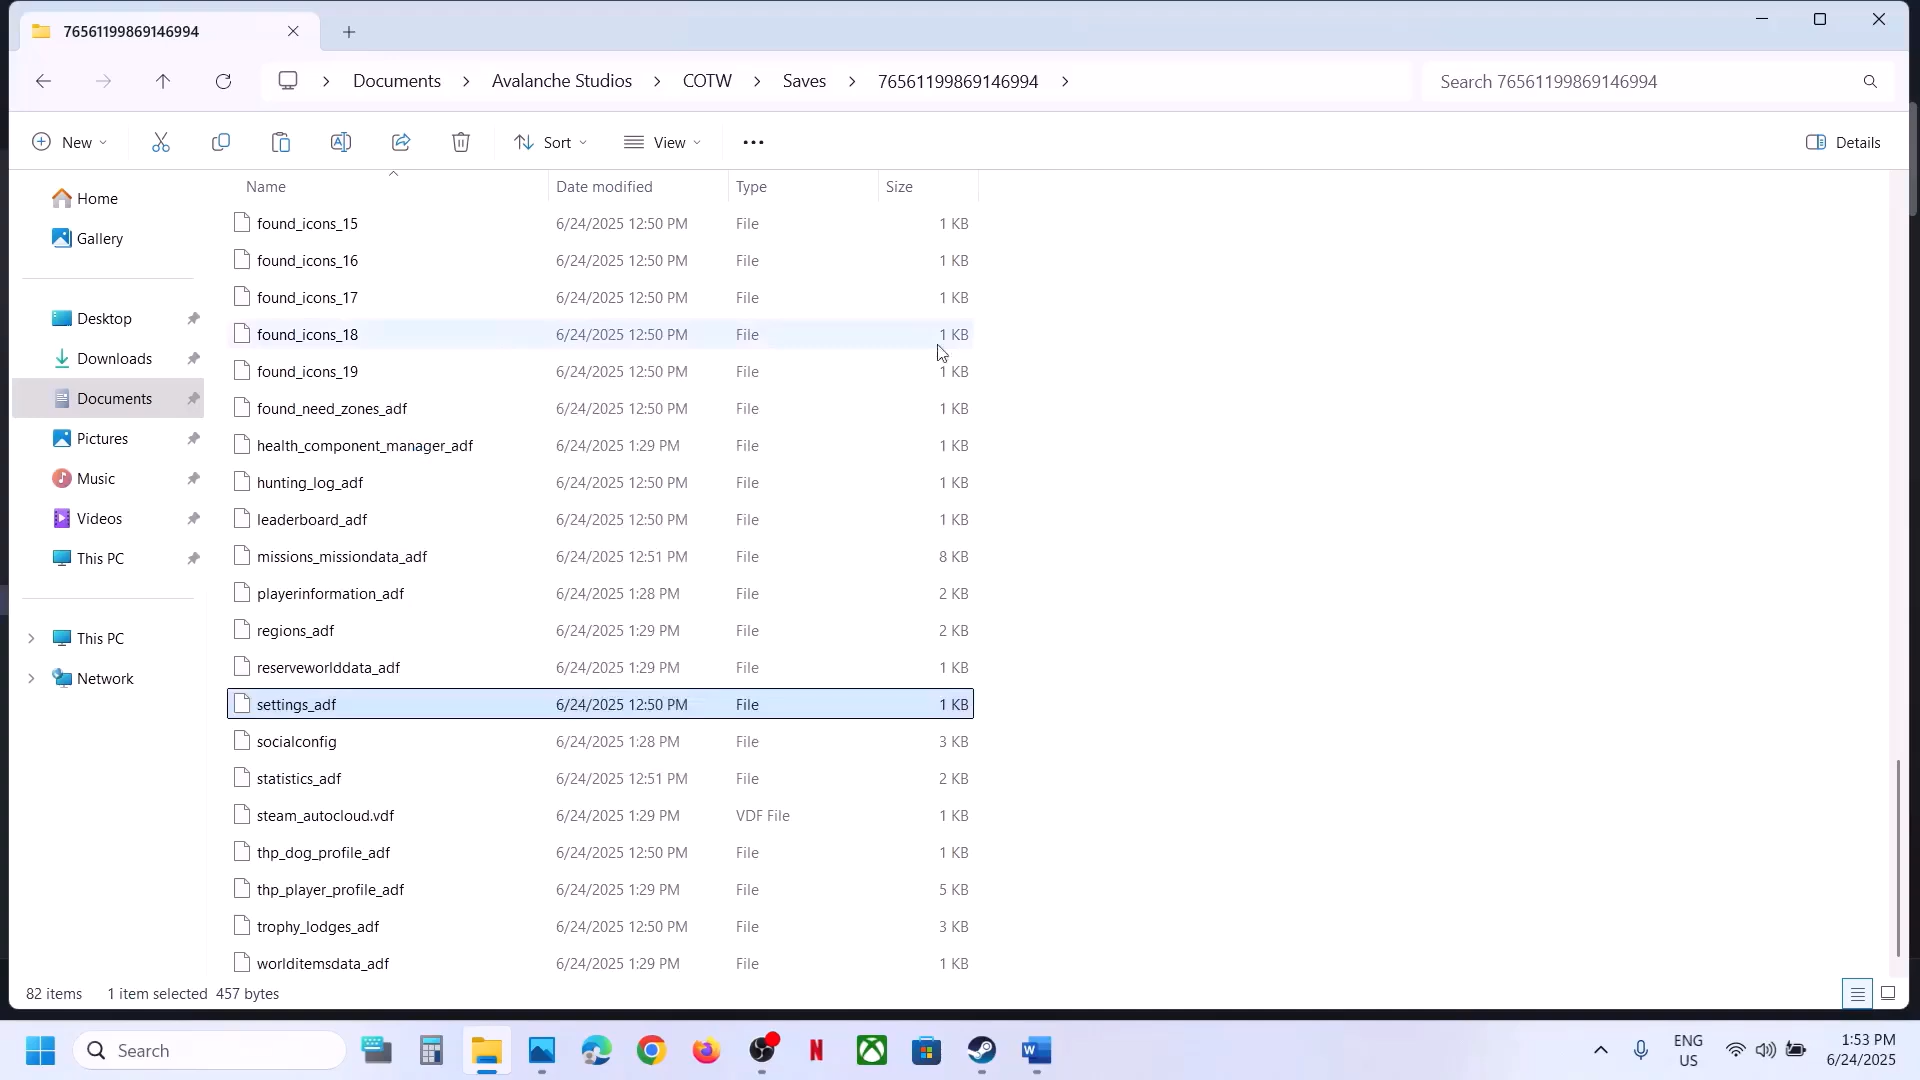 76561199869146994
Documents
Avalanche Studios
COTW
Saves
76561199869146994
Search 76561199869146994
New
Sort
View
Details
Name
Date modified
Type
Size
Home
Gallery
Desktop
Downloads
Documents
Pictures
Music
Videos
This PC
This PC
Network
found_icons_15 6/24/2025 12:50 PM File 1 KB
found_icons_16 6/24/2025 12:50 PM File 1 KB
found_icons_17 6/24/2025 12:50 PM File 1 KB
found_icons_18 6/24/2025 12:50 PM File 1 KB
found_icons_19 6/24/2025 12:50 PM File 1 KB
found_need_zones_adf 6/24/2025 12:50 PM File 1 KB
health_component_manager_adf 6/24/2025 1:29 PM File 1 KB
hunting_log_adf 6/24/2025 12:50 PM File 1 KB
leaderboard_adf 6/24/2025 12:50 PM File 1 KB
missions_missiondata_adf 6/24/2025 12:51 PM File 8 KB
playerinformation_adf 6/24/2025 1:28 PM File 2 KB
regions_adf 6/24/2025 1:29 PM File 2 KB
reserveworlddata_adf 6/24/2025 1:29 PM File 1 KB
settings_adf 6/24/2025 12:50 PM File 1 KB
socialconfig 6/24/2025 1:28 PM File 3 KB
statistics_adf 6/24/2025 12:51 PM File 2 KB
steam_autocloud.vdf 6/24/2025 1:29 PM VDF File 1 KB
thp_dog_profile_adf 6/24/2025 12:50 PM File 1 KB
thp_player_profile_adf 6/24/2025 1:29 PM File 5 KB
trophy_lodges_adf 6/24/2025 12:50 PM File 3 KB
worlditemsdata_adf 6/24/2025 1:29 PM File 1 KB
82 items 1 item selected 457 bytes
Search
ENG
US
1:53 PM
6/24/2025